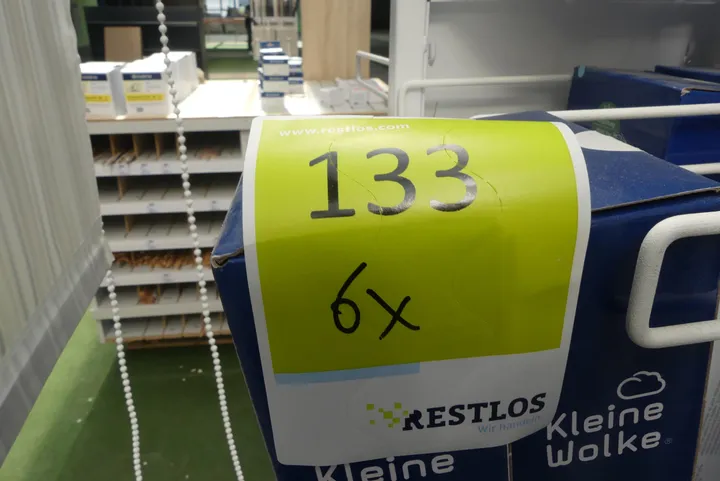 www.restlos.com
133
6x
RESTLOS
Wir handeln
Kleine
Kleine
Wolke